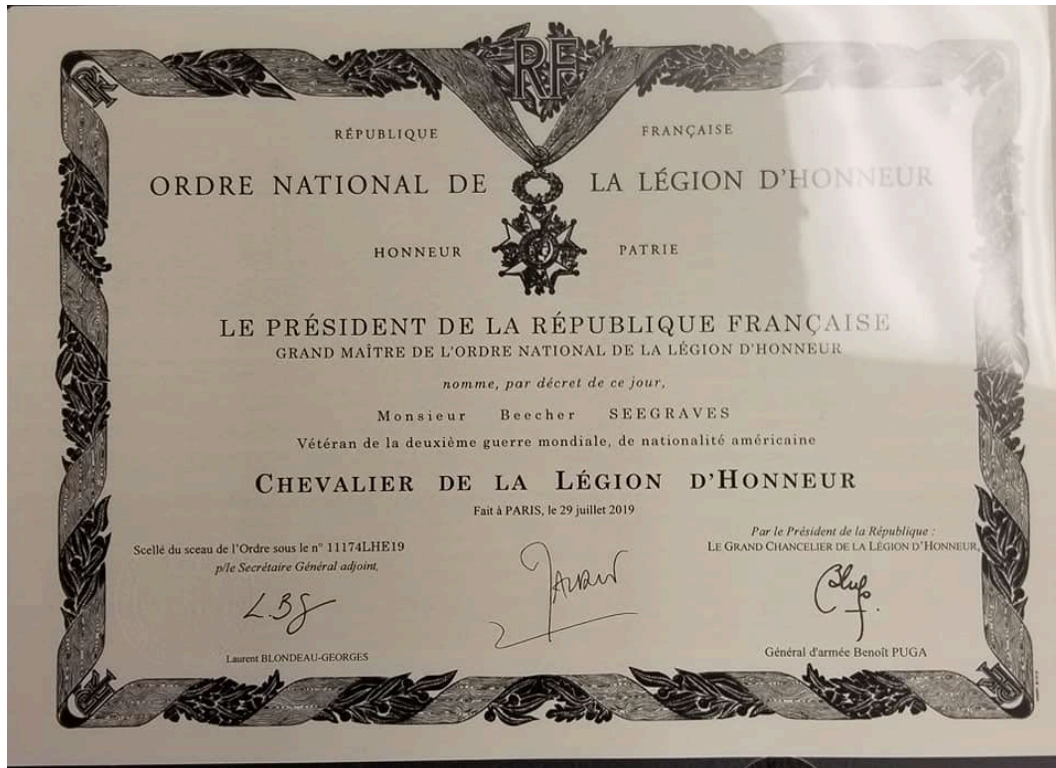 RF
RÉPUBLIQUE FRANÇAISE
ORDRE NATIONAL DE LA LÉGION D'HONNEUR
HONNEUR PATRIE
LE PRÉSIDENT DE LA RÉPUBLIQUE FRANÇAISE
GRAND MAÎTRE DE L'ORDRE NATIONAL DE LA LÉGION D'HONNEUR
nomme, par décret de ce jour,
Monsieur Beecher SEEGRAVES
Vétéran de la deuxième guerre mondiale, de nationalité américaine
CHEVALIER DE LA LÉGION D'HONNEUR
Fait à PARIS, le 29 juillet 2019
Scellé du sceau de l'Ordre sous le n° 11174LHE19
p/le Secrétaire Général adjoint,
L.BG
Laurent BLONDEAU-GEORGES
Par le Président de la République :
LE GRAND CHANCELIER DE LA LÉGION D'HONNEUR,
Général d'armée Benoît PUGA